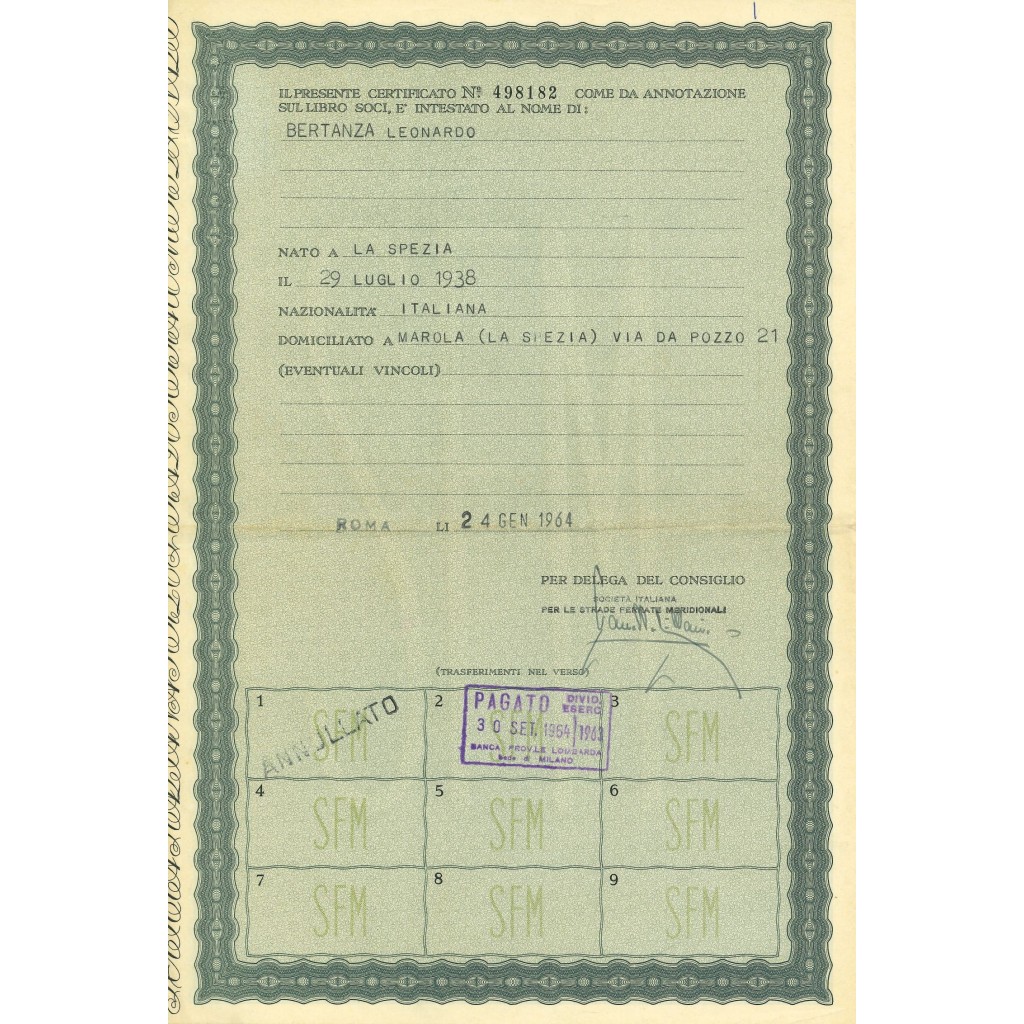 IL PRESENTE CERTIFICATO Nº 498182 COME DA ANNOTAZIONE
SUL LIBRO SOCI, E' INTESTATO AL NOME DI:
BERTANZA LEONARDO
NATO A LA SPEZIA
IL 29 LUGLIO 1938
NAZIONALITA' ITALIANA
DOMICILIATO A MAROLA (LA SPEZIA) VIA DA POZZO 21
(EVENTUALI VINCOLI)
ROMA LI 24 GEN 1964
PER DELEGA DEL CONSIGLIO
SOCIETÀ ITALIANA
PER LE STRADE FERRATE MERIDIONALI
(TRASFERIMENTI NEL VERSO)
1 SFM
ANNULLATO
2 SFM
PAGATO DIVID. ESERC
30 SET. 1964 1963
BANCA PROV.LE LOMBARDA
Sede di MILANO
3 SFM
4 SFM
5 SFM
6 SFM
7 SFM
8 SFM
9 SFM